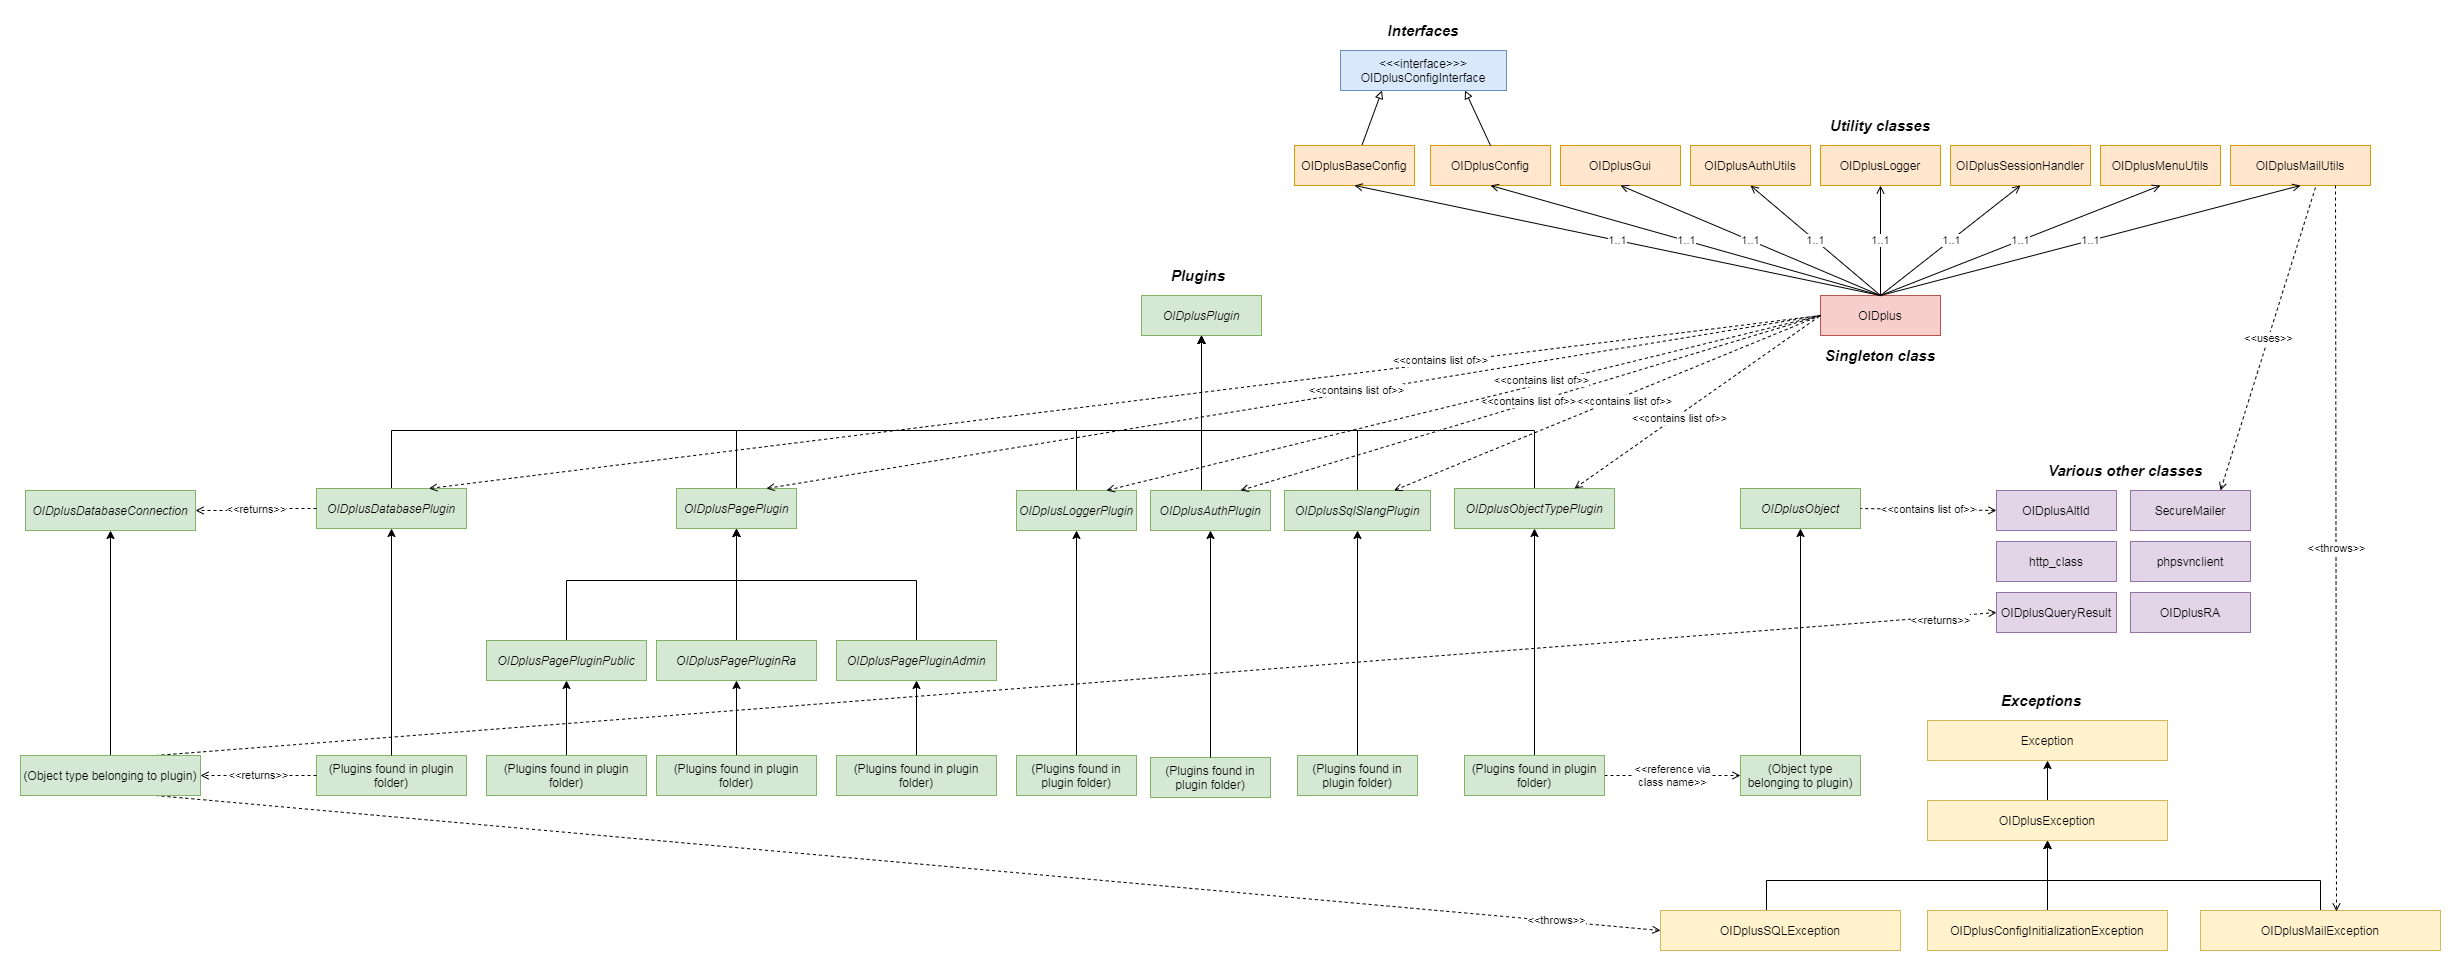 Interfaces
<<<interface>>>
OIDplusConfigInterface
Utility classes
OIDplusBaseConfig
OIDplusConfig
OIDplusGui
OIDplusAuthUtils
OIDplusLogger
OIDplusSessionHandler
OIDplusMenuUtils
OIDplusMailUtils
1..1
1..1
1..1
1..1
1..1
1..1
1..1
1..1
Plugins
OIDplusPlugin
OIDplus
Singleton class
<<uses>>
<<contains list of>>
<<contains list of>>
<<contains list of>>
<<contains list of>>
<<contains list of>>
<<contains list of>>
Various other classes
OIDplusDatabaseConnection
<<returns>>
OIDplusDatabasePlugin
OIDplusPagePlugin
OIDplusLoggerPlugin
OIDplusAuthPlugin
OIDplusSqlSlangPlugin
OIDplusObjectTypePlugin
OIDplusObject
<<contains list of>>
OIDplusAltId
SecureMailer
<<throws>>
http_class
phpsvnclient
OIDplusQueryResult
OIDplusRA
<<returns>>
OIDplusPagePluginPublic
OIDplusPagePluginRa
OIDplusPagePluginAdmin
Exceptions
Exception
(Object type belonging to plugin)
<<returns>>
(Plugins found in plugin
folder)
(Plugins found in plugin
folder)
(Plugins found in plugin
folder)
(Plugins found in plugin
folder)
(Plugins found in
plugin folder)
(Plugins found in
plugin folder)
(Plugins found in
plugin folder)
(Plugins found in plugin
folder)
<<reference via
class name>>
(Object type
belonging to plugin)
OIDplusException
<<throws>>
OIDplusSQLException
OIDplusConfigInitializationException
OIDplusMailException